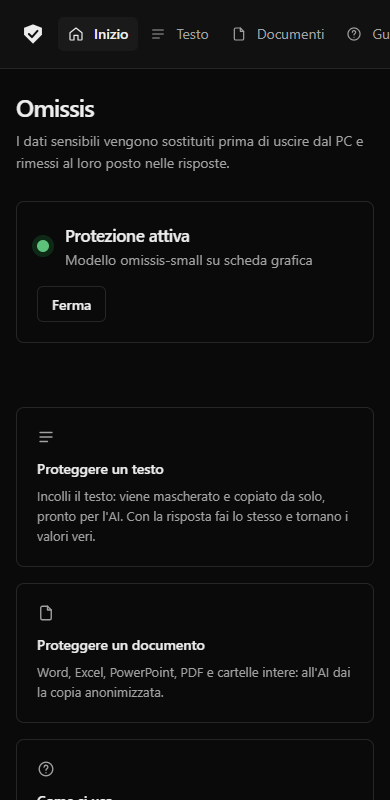 Inizio
Testo
Documenti
Omissis
I dati sensibili vengono sostituiti prima di uscire dal PC e
rimessi al loro posto nelle risposte.
Protezione attiva
Modello omissis-small su scheda grafica
Ferma
Proteggere un testo
Incolli il testo: viene mascherato e copiato da solo,
pronto per l'AI. Con la risposta fai lo stesso e tornano i
valori veri.
Proteggere un documento
Word, Excel, PowerPoint, PDF e cartelle intere: all'AI dai
la copia anonimizzata.